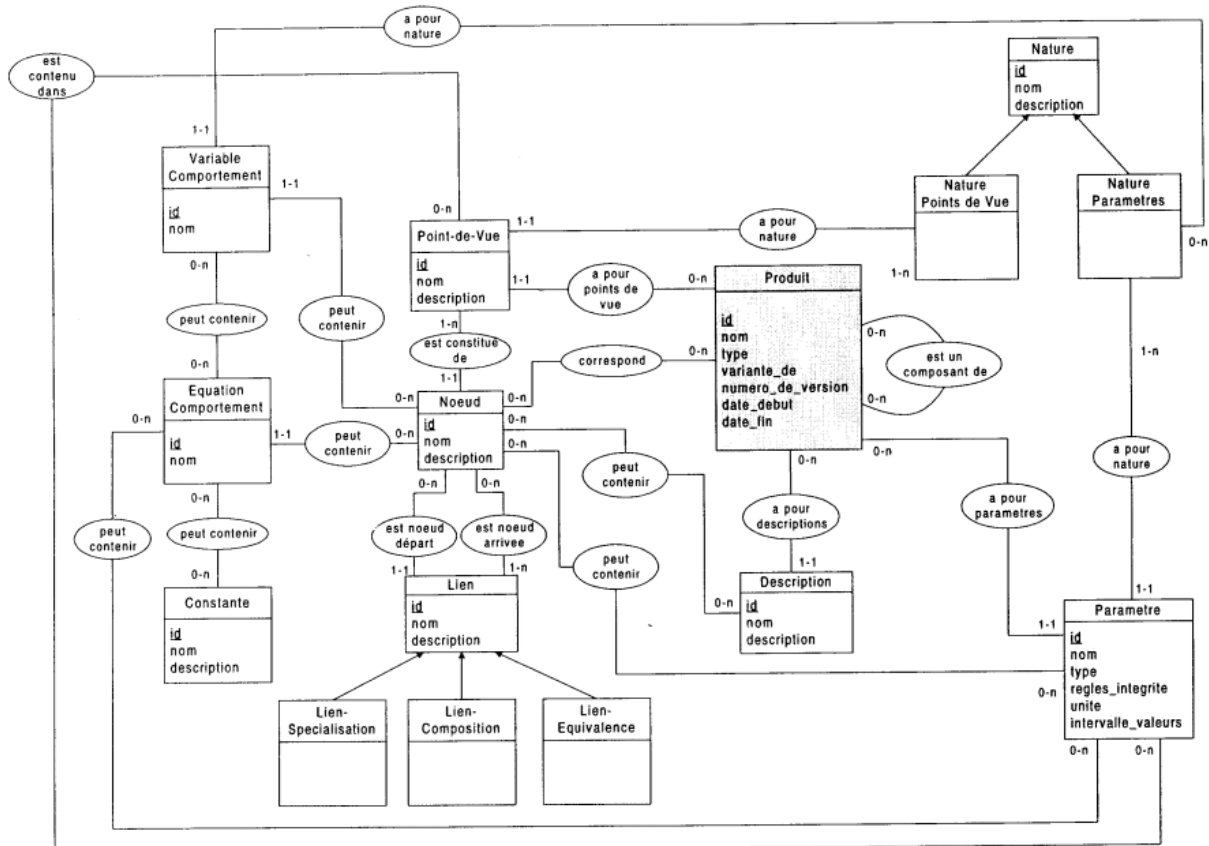 a pour
nature
est
contenu
dans
Nature
id
nom
description
1-1
Variable
Comportement
id
nom
1-1
0-n
Nature
Points de Vue
Nature
Parametres
0-n
0-n
Point-de-Vue
id
nom
description
1-1
a pour
nature
1-n
1-1
a pour
points de
vue
0-n
Produit
id
nom
type
variante_de
numero_de_version
date_debut
date_fin
0-n
est un
composant de
0-n
peut contenir
0-n
peut
contenir
1-n
est constitué
de
1-1
correspond
0-n
1-n
Equation
Comportement
id
nom
0-n
1-1
peut
contenir
0-n
0-n
Noeud
id
nom
description
0-n
0-n
0-n
peut
contenir
0-n
0-n
a pour
nature
0-n
peut
contenir
peut contenir
0-n
0-n
0-n
est noeud
départ
est noeud
arrivee
1-1
1-n
a pour
descriptions
a pour
parametres
peut
contenir
1-1
1-1
Constante
id
nom
description
Lien
id
nom
description
0-n
Description
id
nom
description
1-1
Parametre
id
nom
type
regles_integrite
unite
intervalle_valeurs
0-n
0-n
0-n
Lien-
Specialisation
Lien-
Composition
Lien-
Equivalence